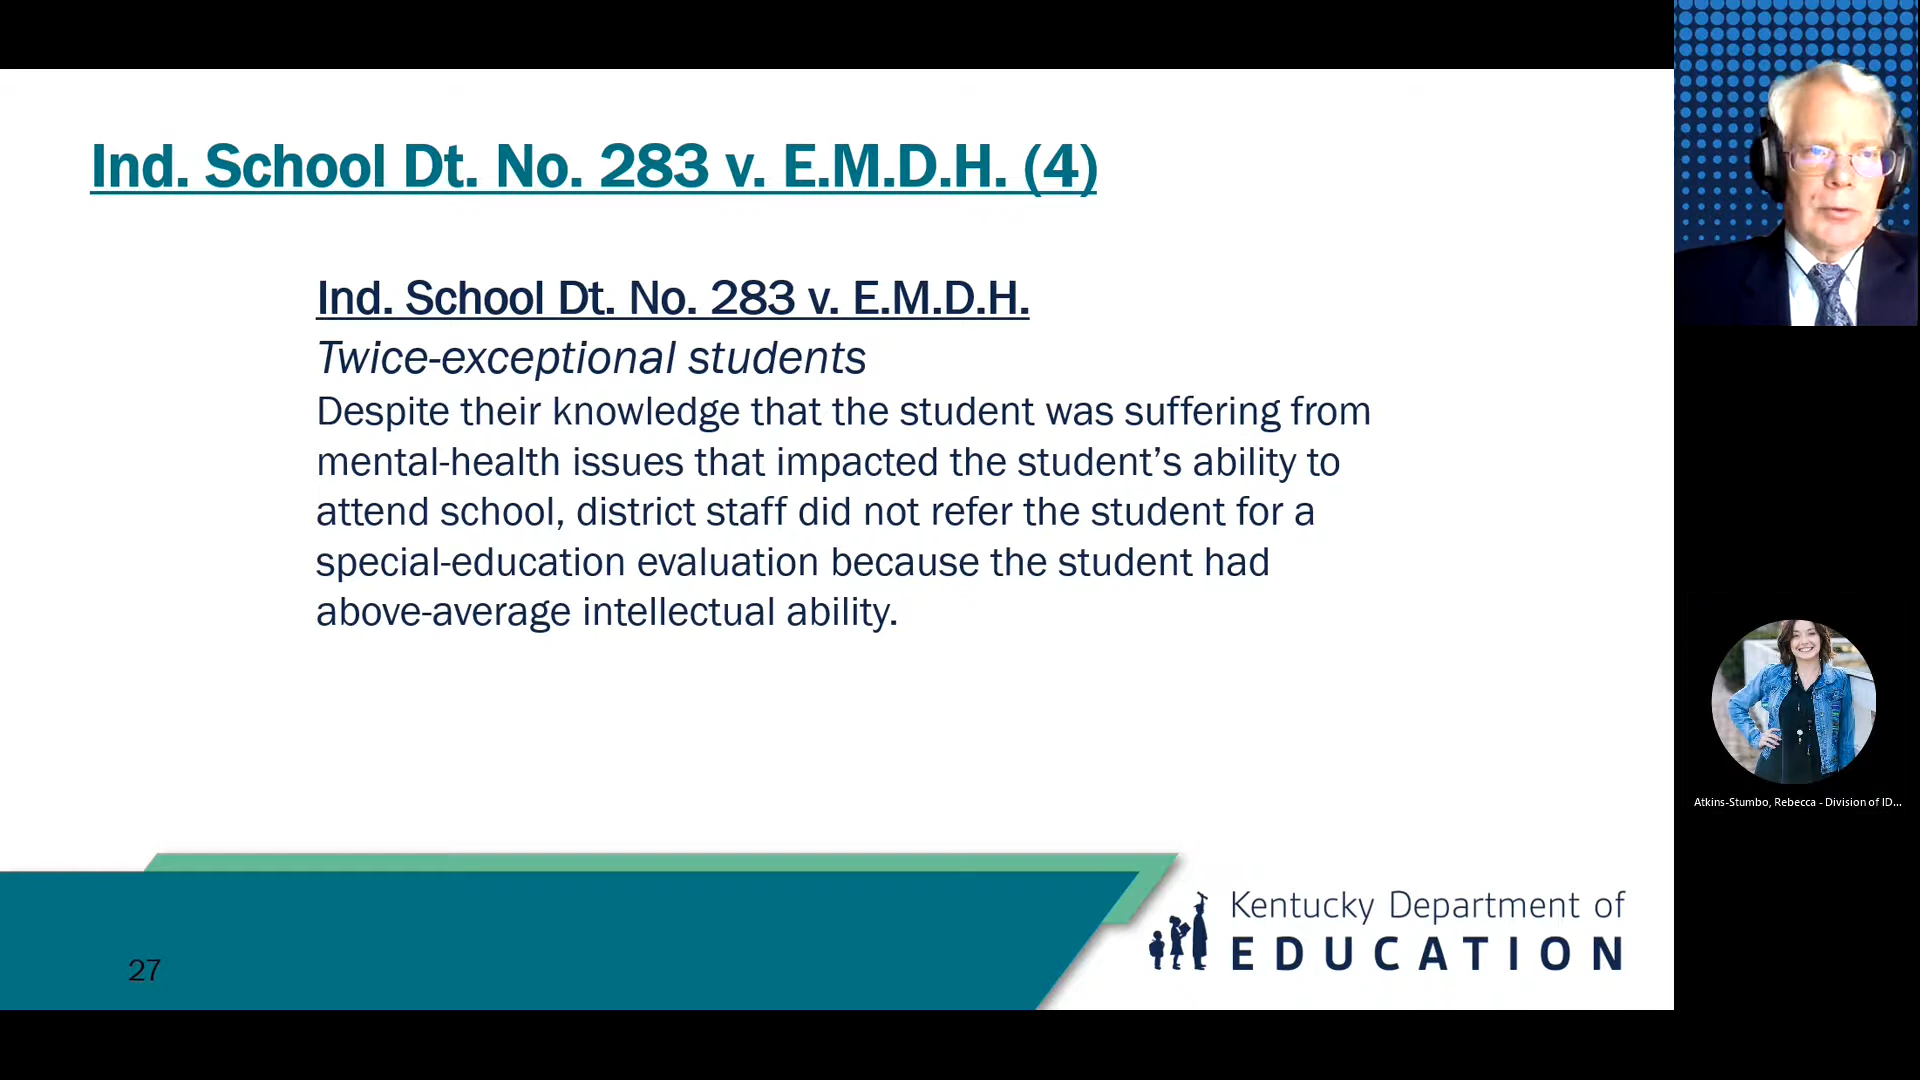 Ind. School Dt. No. 283 v. E.M.D.H. (4)
Ind. School Dt. No. 283 v. E.M.D.H.
Twice-exceptional students
Despite their knowledge that the student was suffering from
mental-health issues that impacted the student’s ability to
attend school, district staff did not refer the student for a
special-education evaluation because the student had
above-average intellectual ability.
27
Kentucky Department of
EDUCATION
Atkins-Stumbo, Rebecca - Division of ID...